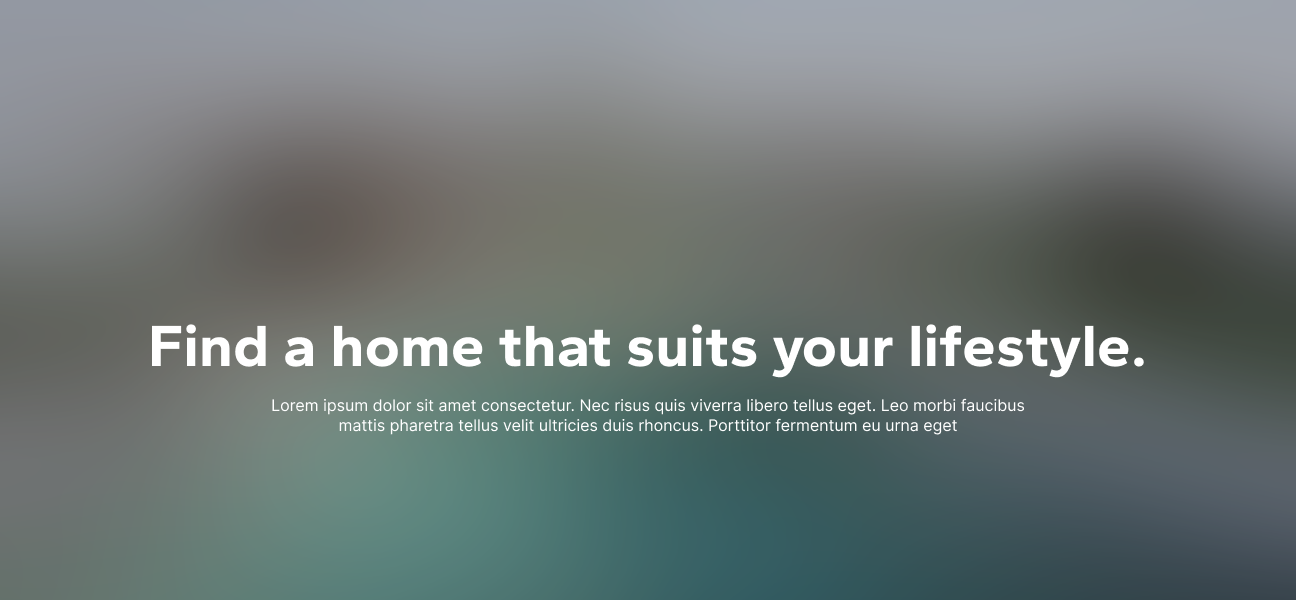 Find a home that suits your lifestyle.
Lorem ipsum dolor sit amet consectetur. Nec risus quis viverra libero tellus eget. Leo morbi faucibus
mattis pharetra tellus velit ultricies duis rhoncus. Porttitor fermentum eu urna eget